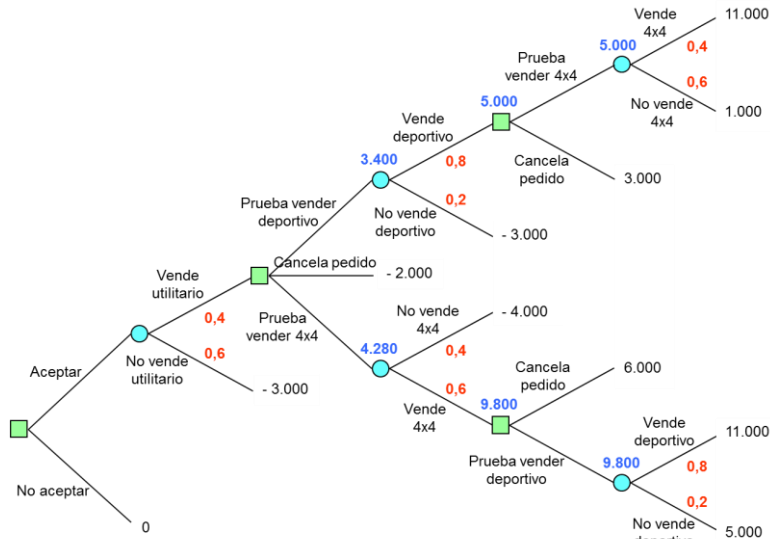 Vende
4x4
11.000
5.000
0,4
Prueba
vender 4x4
0,6
No vende
4x4
1.000
Vende
deportivo
5.000
3.400
0,8
Cancela
pedido
3.000
Prueba vender
deportivo
0,2
No vende
deportivo
- 3.000
Cancela pedido
- 2.000
Vende
utilitario
0,4
Prueba
vender 4x4
No vende
4x4
- 4.000
0,6
No vende
utilitario
4.280
0,4
Cancela
pedido
6.000
Aceptar
- 3.000
0,6
Vende
4x4
9.800
Vende
deportivo
11.000
Prueba vender
deportivo
9.800
0,8
No aceptar
0,2
0
No vende
deportivo
5.000